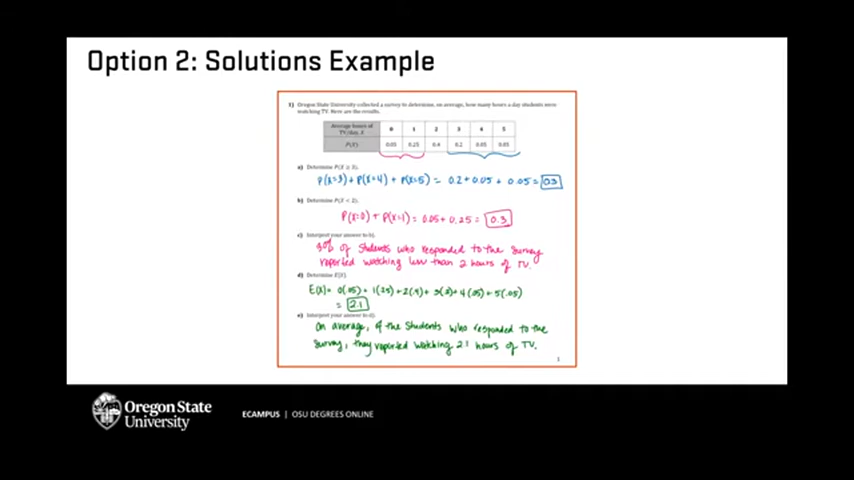 Option 2: Solutions Example
1) Oregon State University collected a survey to determine, on average, how many hours a day students were
watching TV. Here are the results.
Average hours of TV/day, X 0 1 2 3 4 5
P(X) 0.05 0.25 0.4 0.2 0.05 0.05
a) Determine P(X ≥ 3).
P(X=3) + P(X=4) + P(X=5) = 0.2 + 0.05 + 0.05 = 0.3
b) Determine P(X < 2).
P(X=0) + P(X=1) = 0.05 + 0.25 = 0.3
c) Interpret your answer to b).
30% of students who responded to the survey
reported watching less than 2 hours of TV.
d) Determine E(X).
E(X) = 0(.05) + 1(.25) + 2(.4) + 3(.2) + 4(.05) + 5(.05)
= 2.1
e) Interpret your answer to d).
On average, of the students who responded to the
survey, they reported watching 2.1 hours of TV.
1
Oregon State
University
ECAMPUS | OSU DEGREES ONLINE